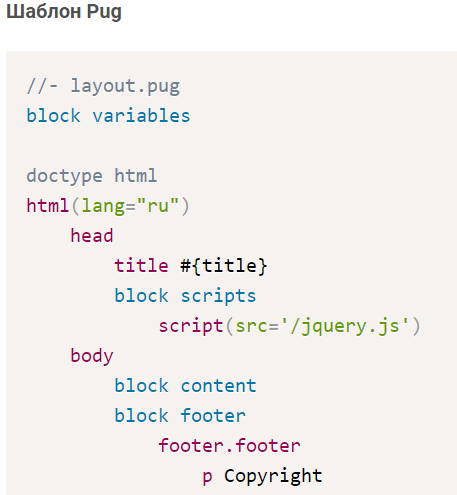 Шаблон Pug
//- layout.pug
block variables
doctype html
html(lang="ru")
head
title #{title}
block scripts
script(src='/jquery.js')
body
block content
block footer
footer.footer
p Copyright